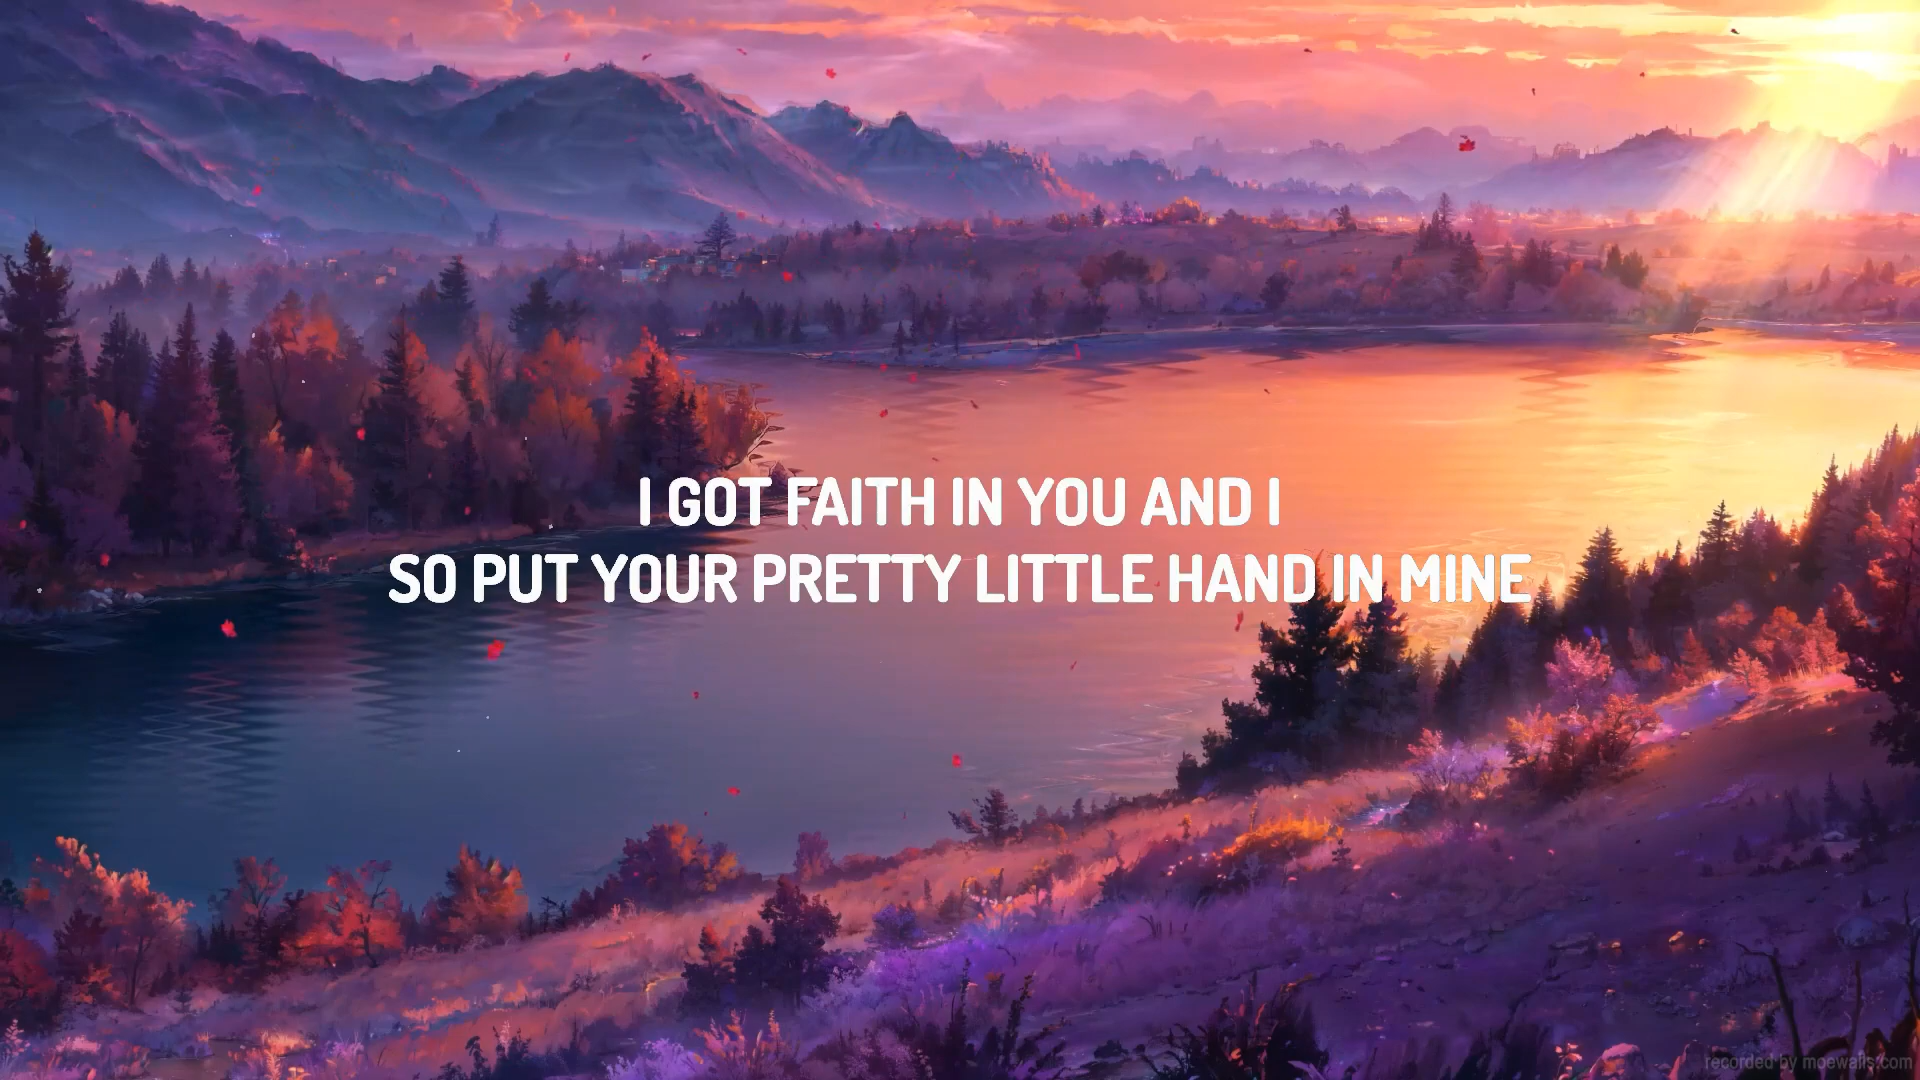 I GOT FAITH IN YOU AND I
SO PUT YOUR PRETTY LITTLE HAND IN MINE
recorded by moewalls.com